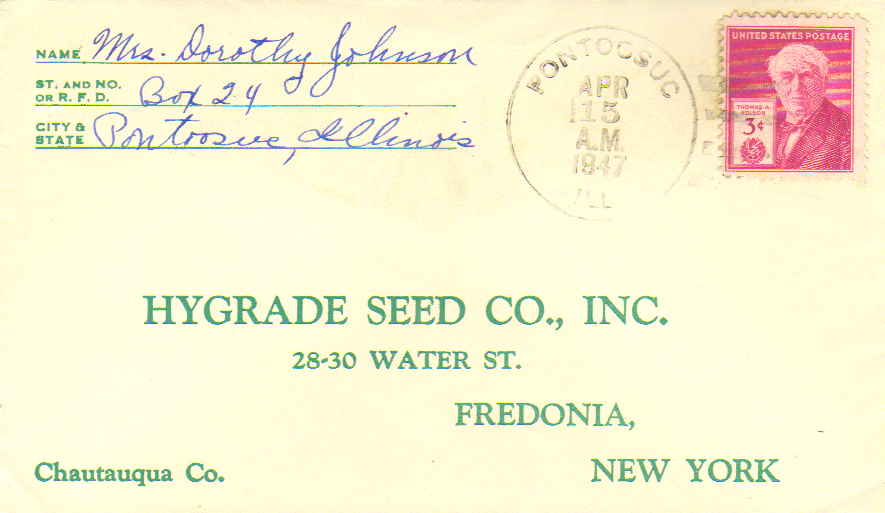 NAME Mrs. Dorothy Johnson
ST. AND NO. OR R. F. D. Box 24
CITY & STATE Pontoosuc, Illinois
PONTOOSUC
APR
15
A.M.
1947
ILL
UNITED STATES POSTAGE
THOMAS A. EDISON
3¢
HYGRADE SEED CO., INC.
28-30 WATER ST.
FREDONIA,
Chautauqua Co. NEW YORK